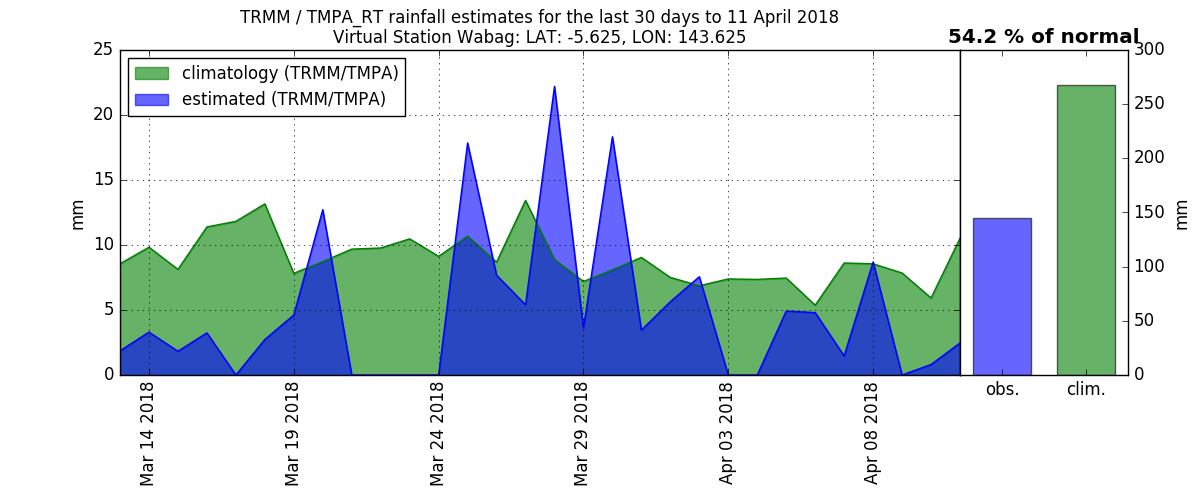 TRMM / TMPA_RT rainfall estimates for the last 30 days to 11 April 2018
Virtual Station Wabag: LAT: -5.625, LON: 143.625
54.2 % of normal
climatology (TRMM/TMPA)
estimated (TRMM/TMPA)
25
20
15
10
5
0
mm
Mar 14 2018
Mar 19 2018
Mar 24 2018
Mar 29 2018
Apr 03 2018
Apr 08 2018
300
250
200
150
100
50
0
mm
obs.
clim.